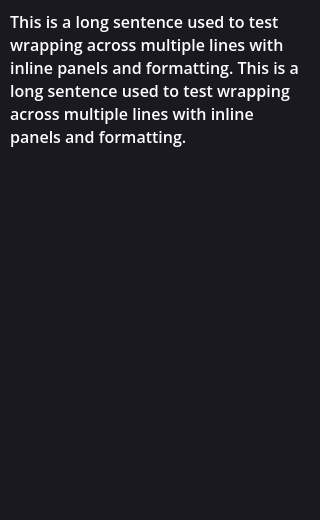 This is a long sentence used to test
wrapping across multiple lines with
inline panels and formatting. This is a
long sentence used to test wrapping
across multiple lines with inline
panels and formatting.